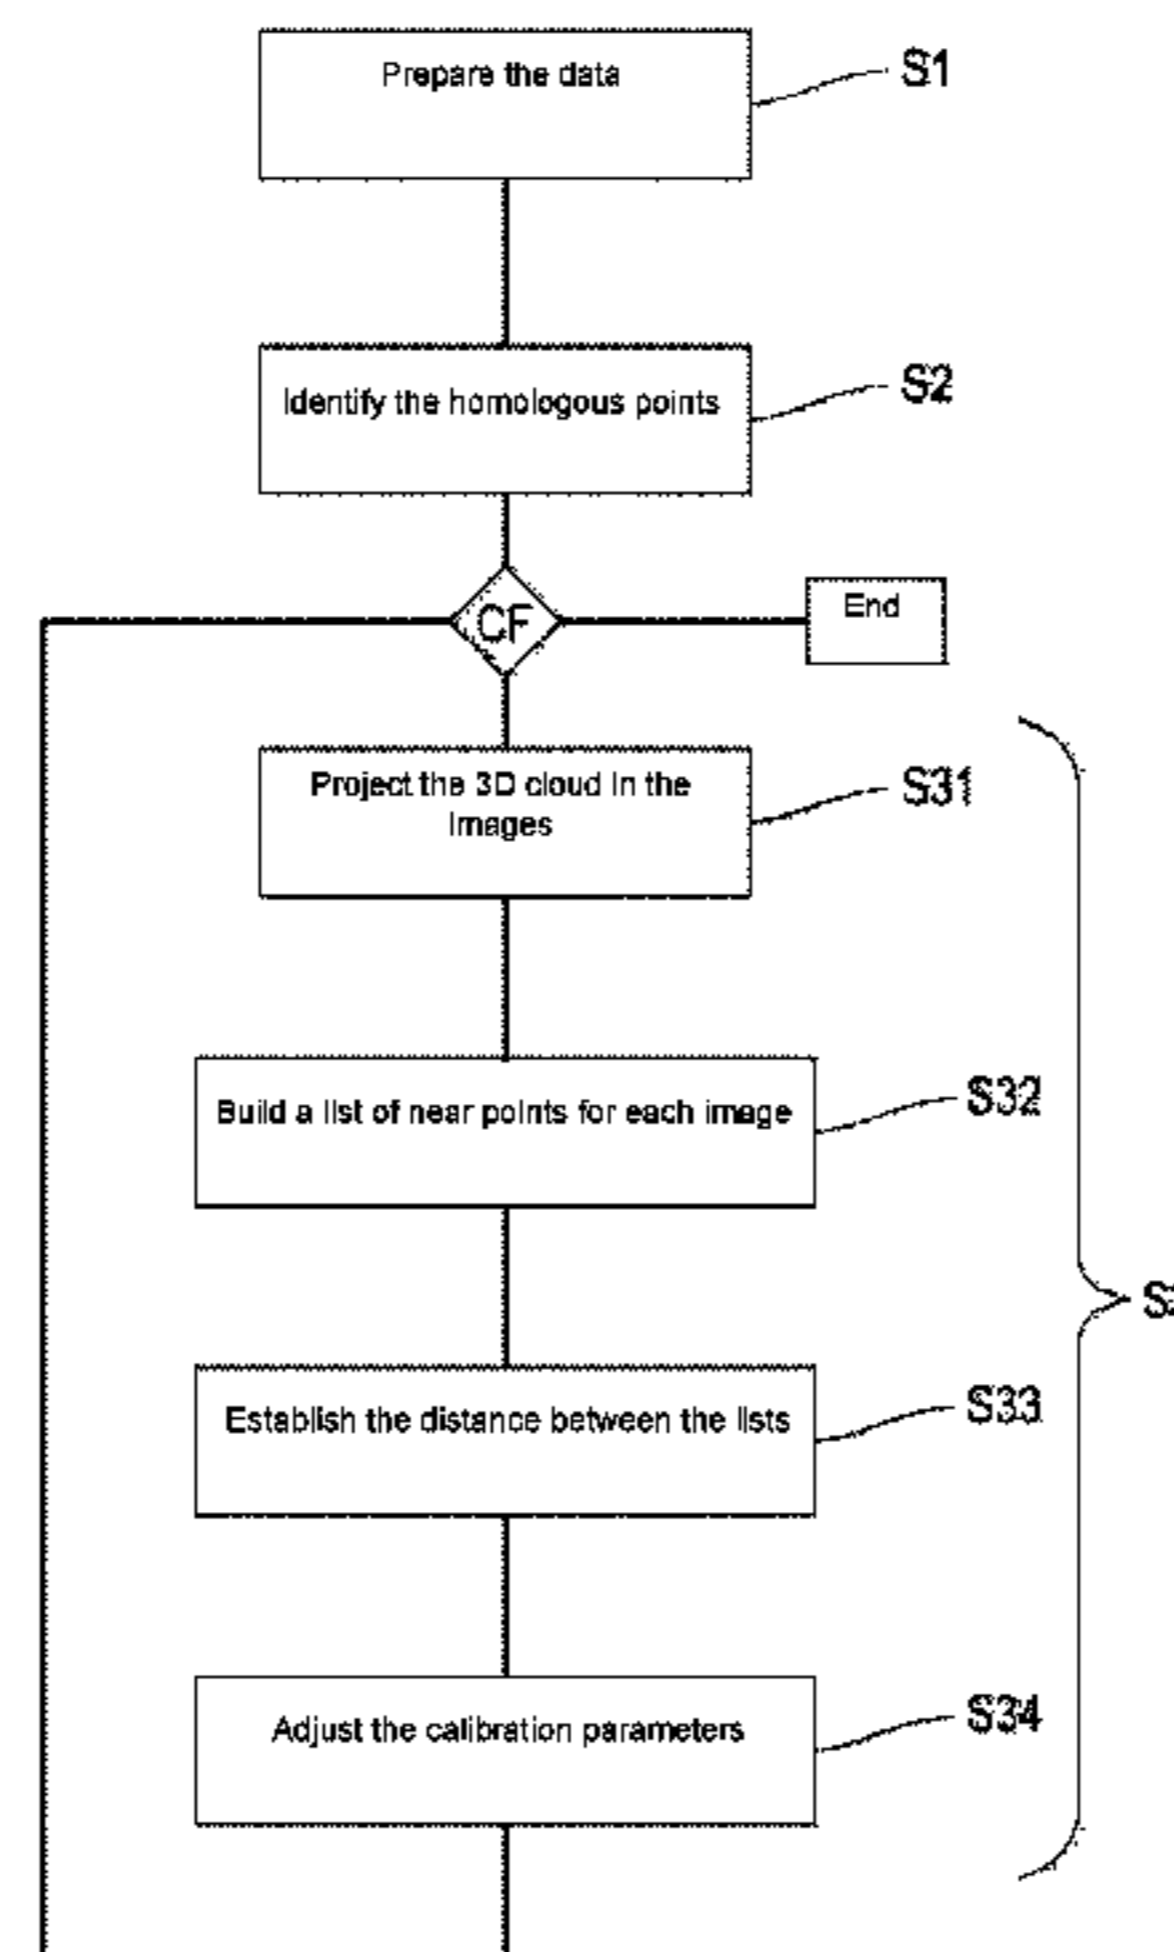 Prepare the data
S1
Identify the homologous points
S2
CF
End
Project the 3D cloud in the
images
S31
Build a list of near points for each image
S32
Establish the distance between the lists
S33
Adjust the calibration parameters
S34